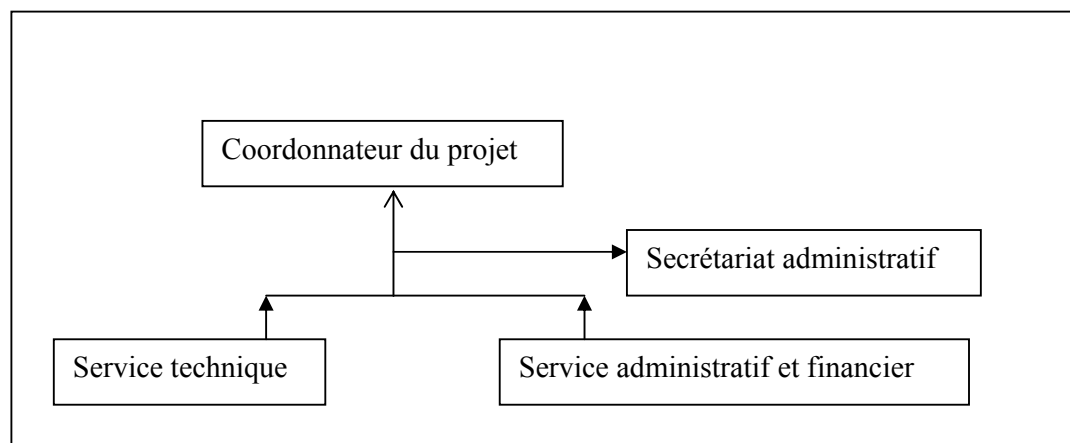 Coordonnateur du projet
Secrétariat administratif
Service technique
Service administratif et financier